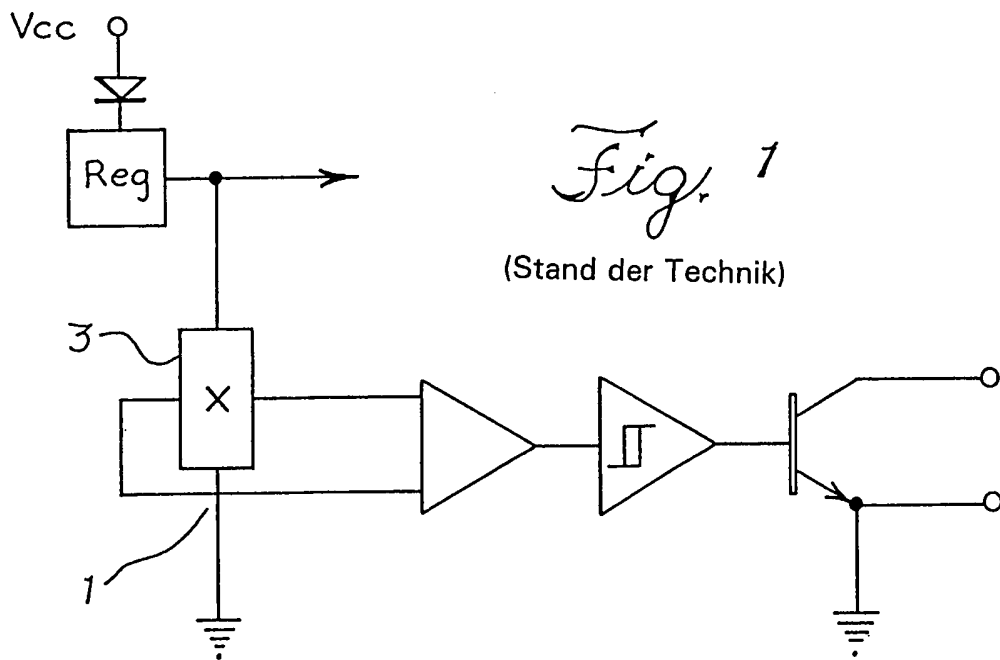 Vcc
Reg
Fig. 1
(Stand der Technik)
3
X
1